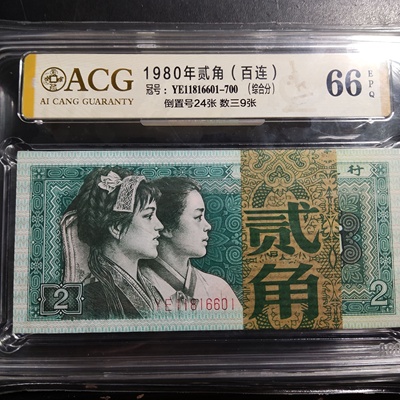 ACG
AI CANG GUARANTY
1980年贰角（百连）
冠号：YE11816601-700 （综合分）
倒置号24张 数三9张
66 EPQ
行
贰角
YE11816601
2
2